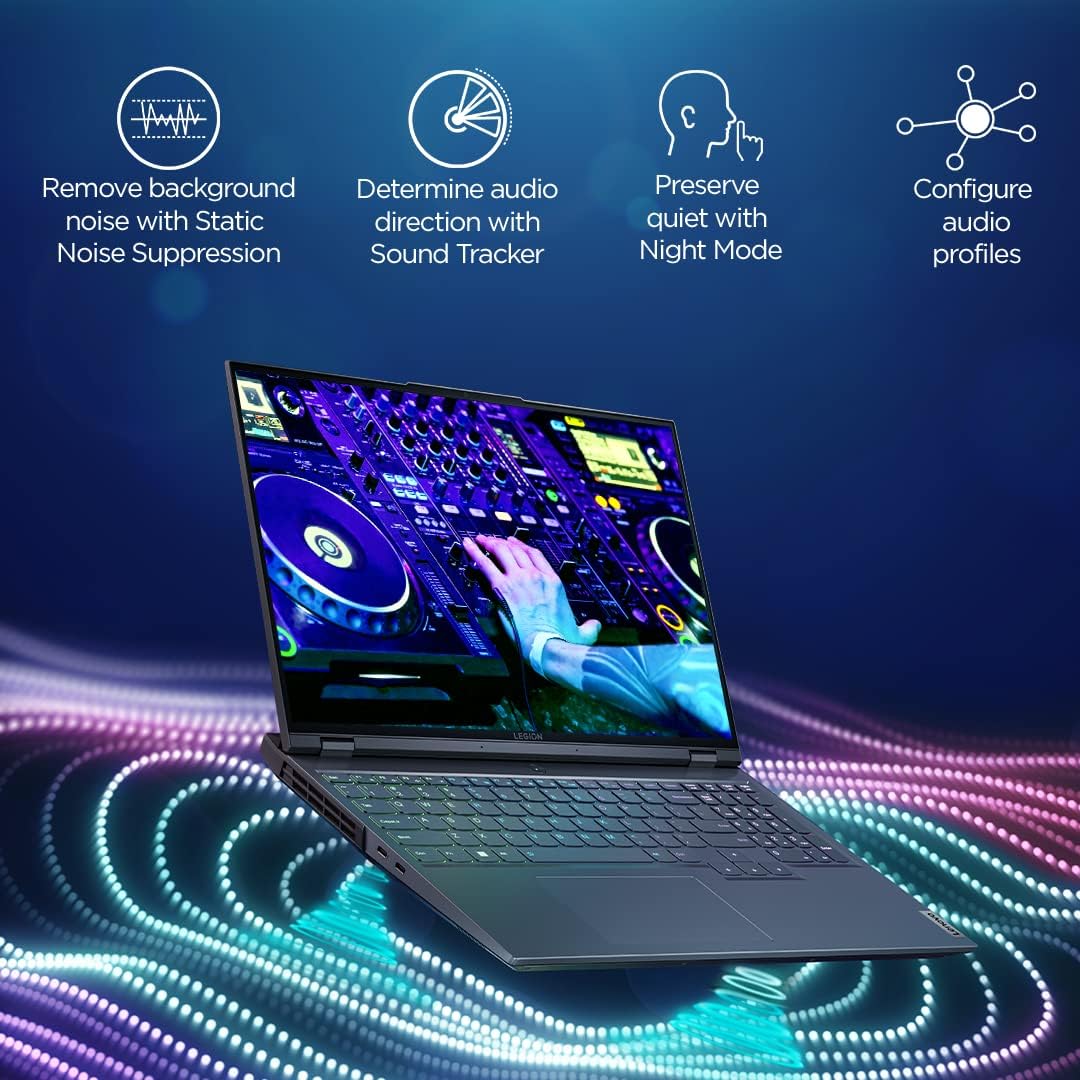 Remove background
noise with Static
Noise Suppression
Determine audio
direction with
Sound Tracker
Preserve
quiet with
Night Mode
Configure
audio
profiles
LEGION
Lenovo